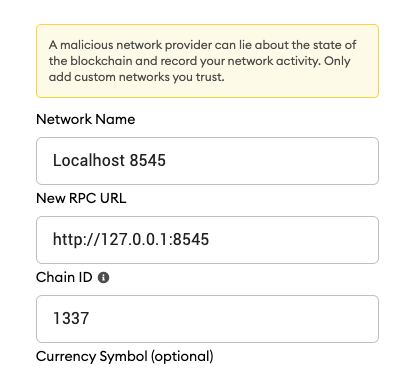 A malicious network provider can lie about the state of
the blockchain and record your network activity. Only
add custom networks you trust.
Network Name
Localhost 8545
New RPC URL
http://127.0.0.1:8545
Chain ID
1337
Currency Symbol (optional)